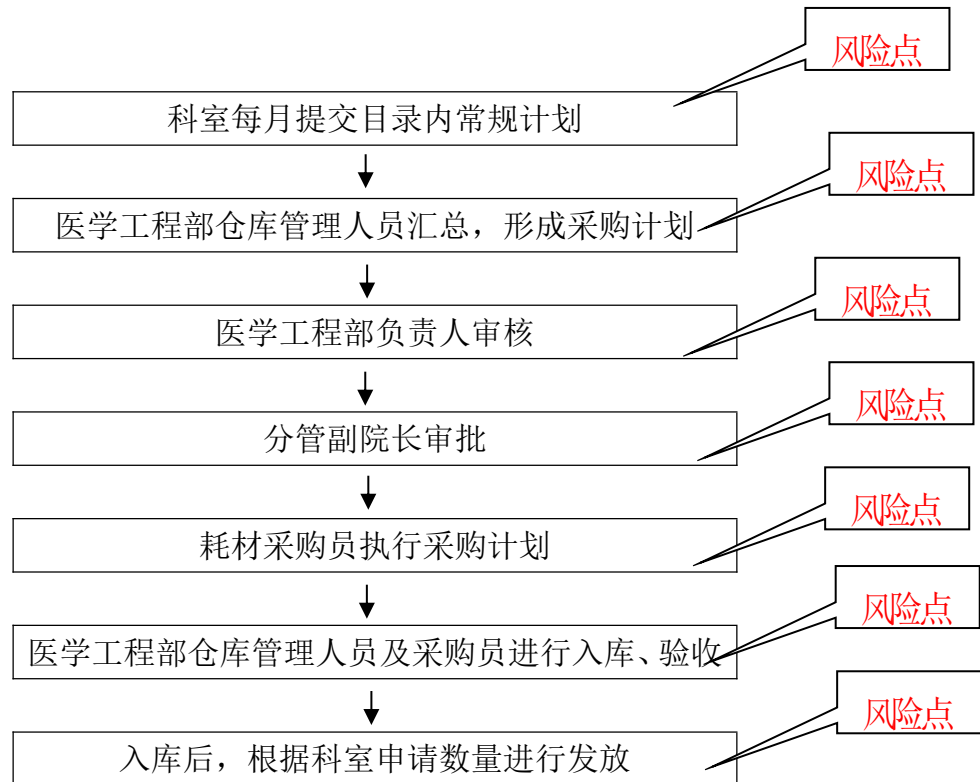 风险点
科室每月提交目录内常规计划
风险点
医学工程部仓库管理人员汇总，形成采购计划
风险点
医学工程部负责人审核
风险点
分管副院长审批
风险点
耗材采购员执行采购计划
风险点
医学工程部仓库管理人员及采购员进行入库、验收
风险点
入库后，根据科室申请数量进行发放